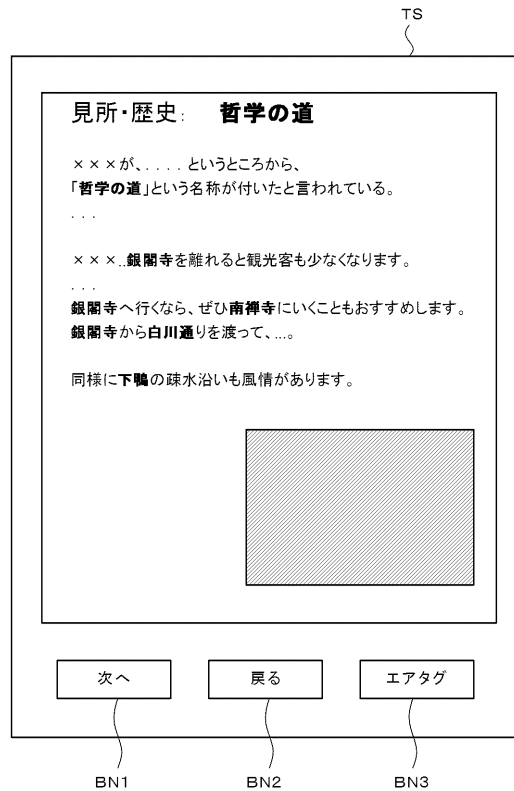 TS
見所・歴史: 哲学の道
×××が、....というところから、
「哲学の道」という名称が付いたと言われている。
...
×××..銀閣寺を離れると観光客も少なくなります。
...
銀閣寺へ行くなら、ぜひ南禅寺にいくこともおすすめします。
銀閣寺から白川通りを渡って、...。
同様に下鴨の疎水沿いも風情があります。
次へ 戻る エアタグ
BN1 BN2 BN3